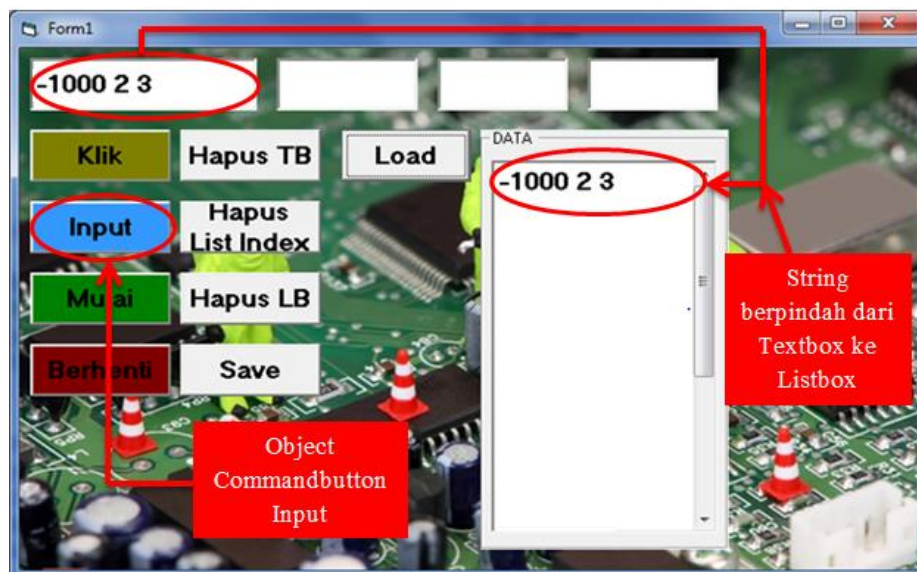 Form1
-1000 2 3
Klik
Hapus TB
Load
DATA
-1000 2 3
Input
Hapus
List Index
Mulai
Hapus LB
Berhenti
Save
String
berpindah dari
Textbox ke
Listbox
Object
Commandbutton
Input